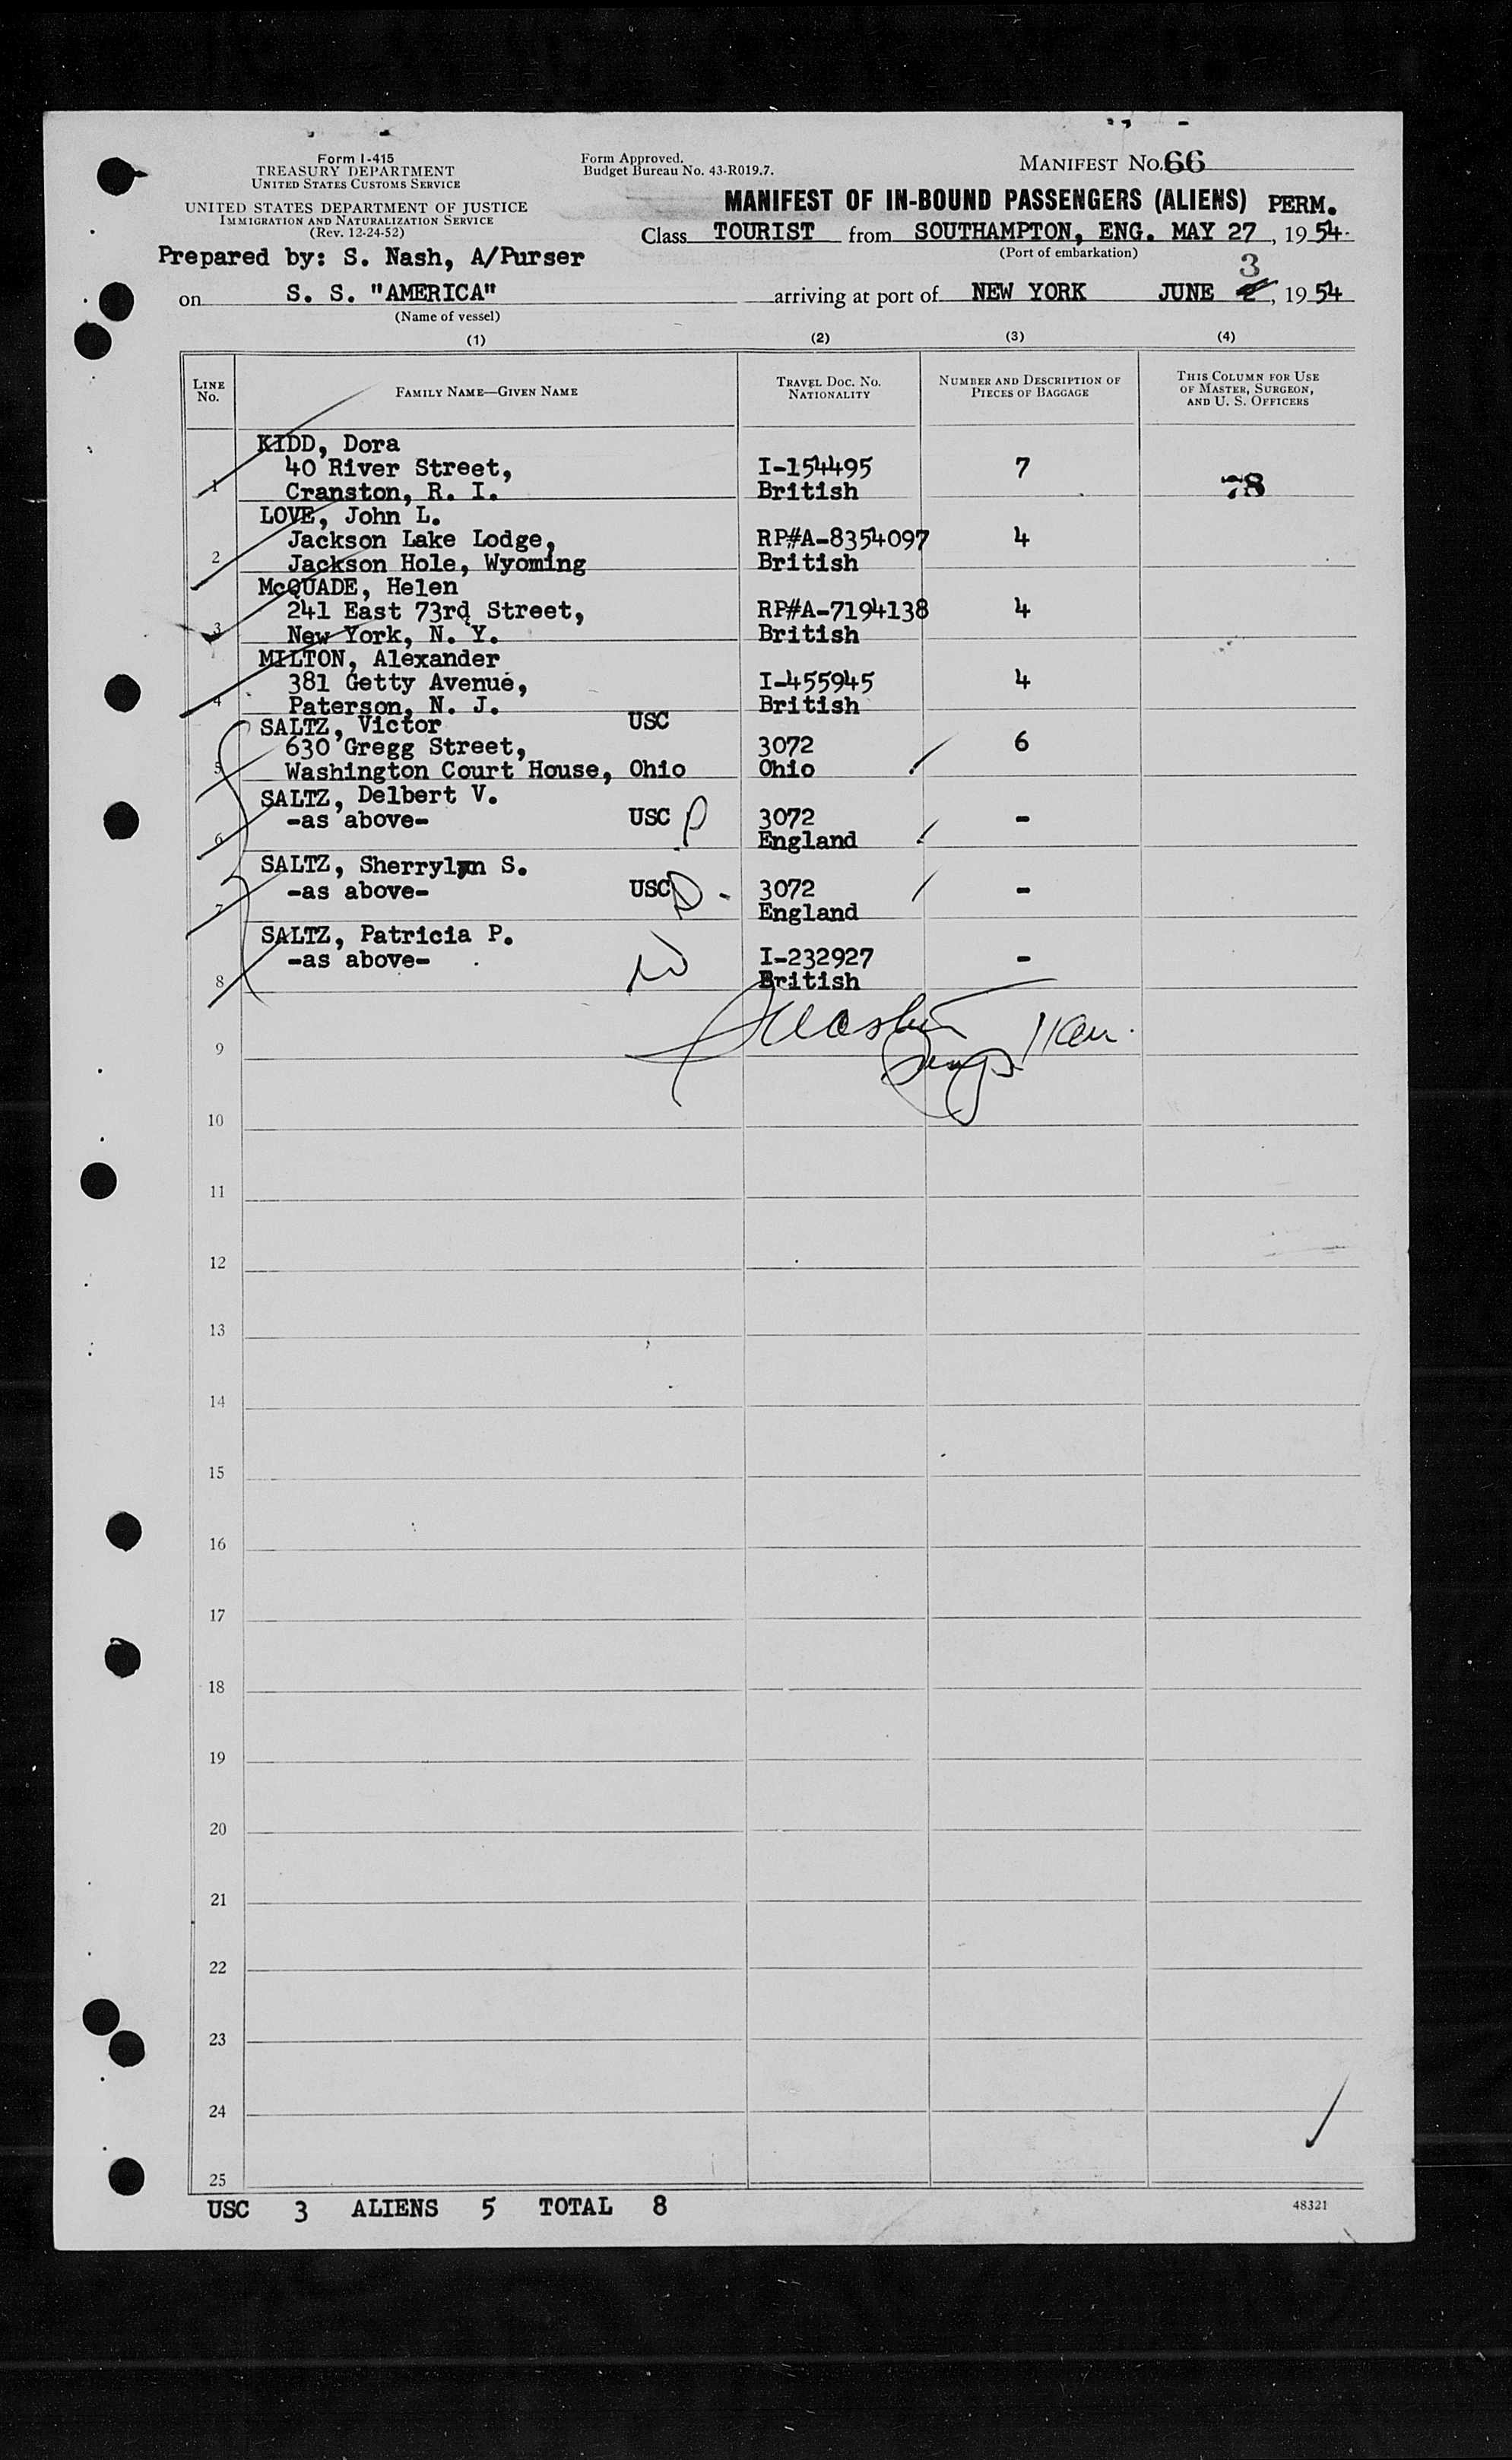 Form I-415
TREASURY DEPARTMENT
UNITED STATES CUSTOMS SERVICE
UNITED STATES DEPARTMENT OF JUSTICE
IMMIGRATION AND NATURALIZATION SERVICE
(Rev. 12-24-52)
Form Approved.
Budget Bureau No. 43-R019.7.
MANIFEST No. 66
MANIFEST OF IN-BOUND PASSENGERS (ALIENS) PERM.
Class TOURIST from SOUTHAMPTON, ENG. MAY 27, 1954.
(Port of embarkation)
Prepared by: S. Nash, A/Purser
3
on S. S. "AMERICA" arriving at port of NEW YORK JUNE 2, 1954
(Name of vessel)
(1) (2) (3) (4)
LINE No. FAMILY NAME—GIVEN NAME TRAVEL DOC. NO. NATIONALITY NUMBER AND DESCRIPTION OF PIECES OF BAGGAGE THIS COLUMN FOR USE OF MASTER, SURGEON, AND U. S. OFFICERS
KIDD, Dora
40 River Street, I-154495 7
1 Cranston, R. I. British 78
LOVE, John L.
Jackson Lake Lodge, RP#A-8354097 4
2 Jackson Hole, Wyoming British
McQUADE, Helen
241 East 73rd Street, RP#A-7194138 4
3 New York, N. Y. British
MILTON, Alexander
381 Getty Avenue, I-455945 4
4 Paterson, N. J. British
SALTZ, Victor USC
630 Gregg Street, 3072 6
5 Washington Court House, Ohio Ohio
SALTZ, Delbert V.
-as above- USC 3072 -
6 England
SALTZ, Sherrylyn S.
-as above- USC 3072 -
7 England
SALTZ, Patricia P.
-as above- I-232927 -
8 British
9
10
11
12
13
14
15
16
17
18
19
20
21
22
23
24
25
USC 3 ALIENS 5 TOTAL 8
48321